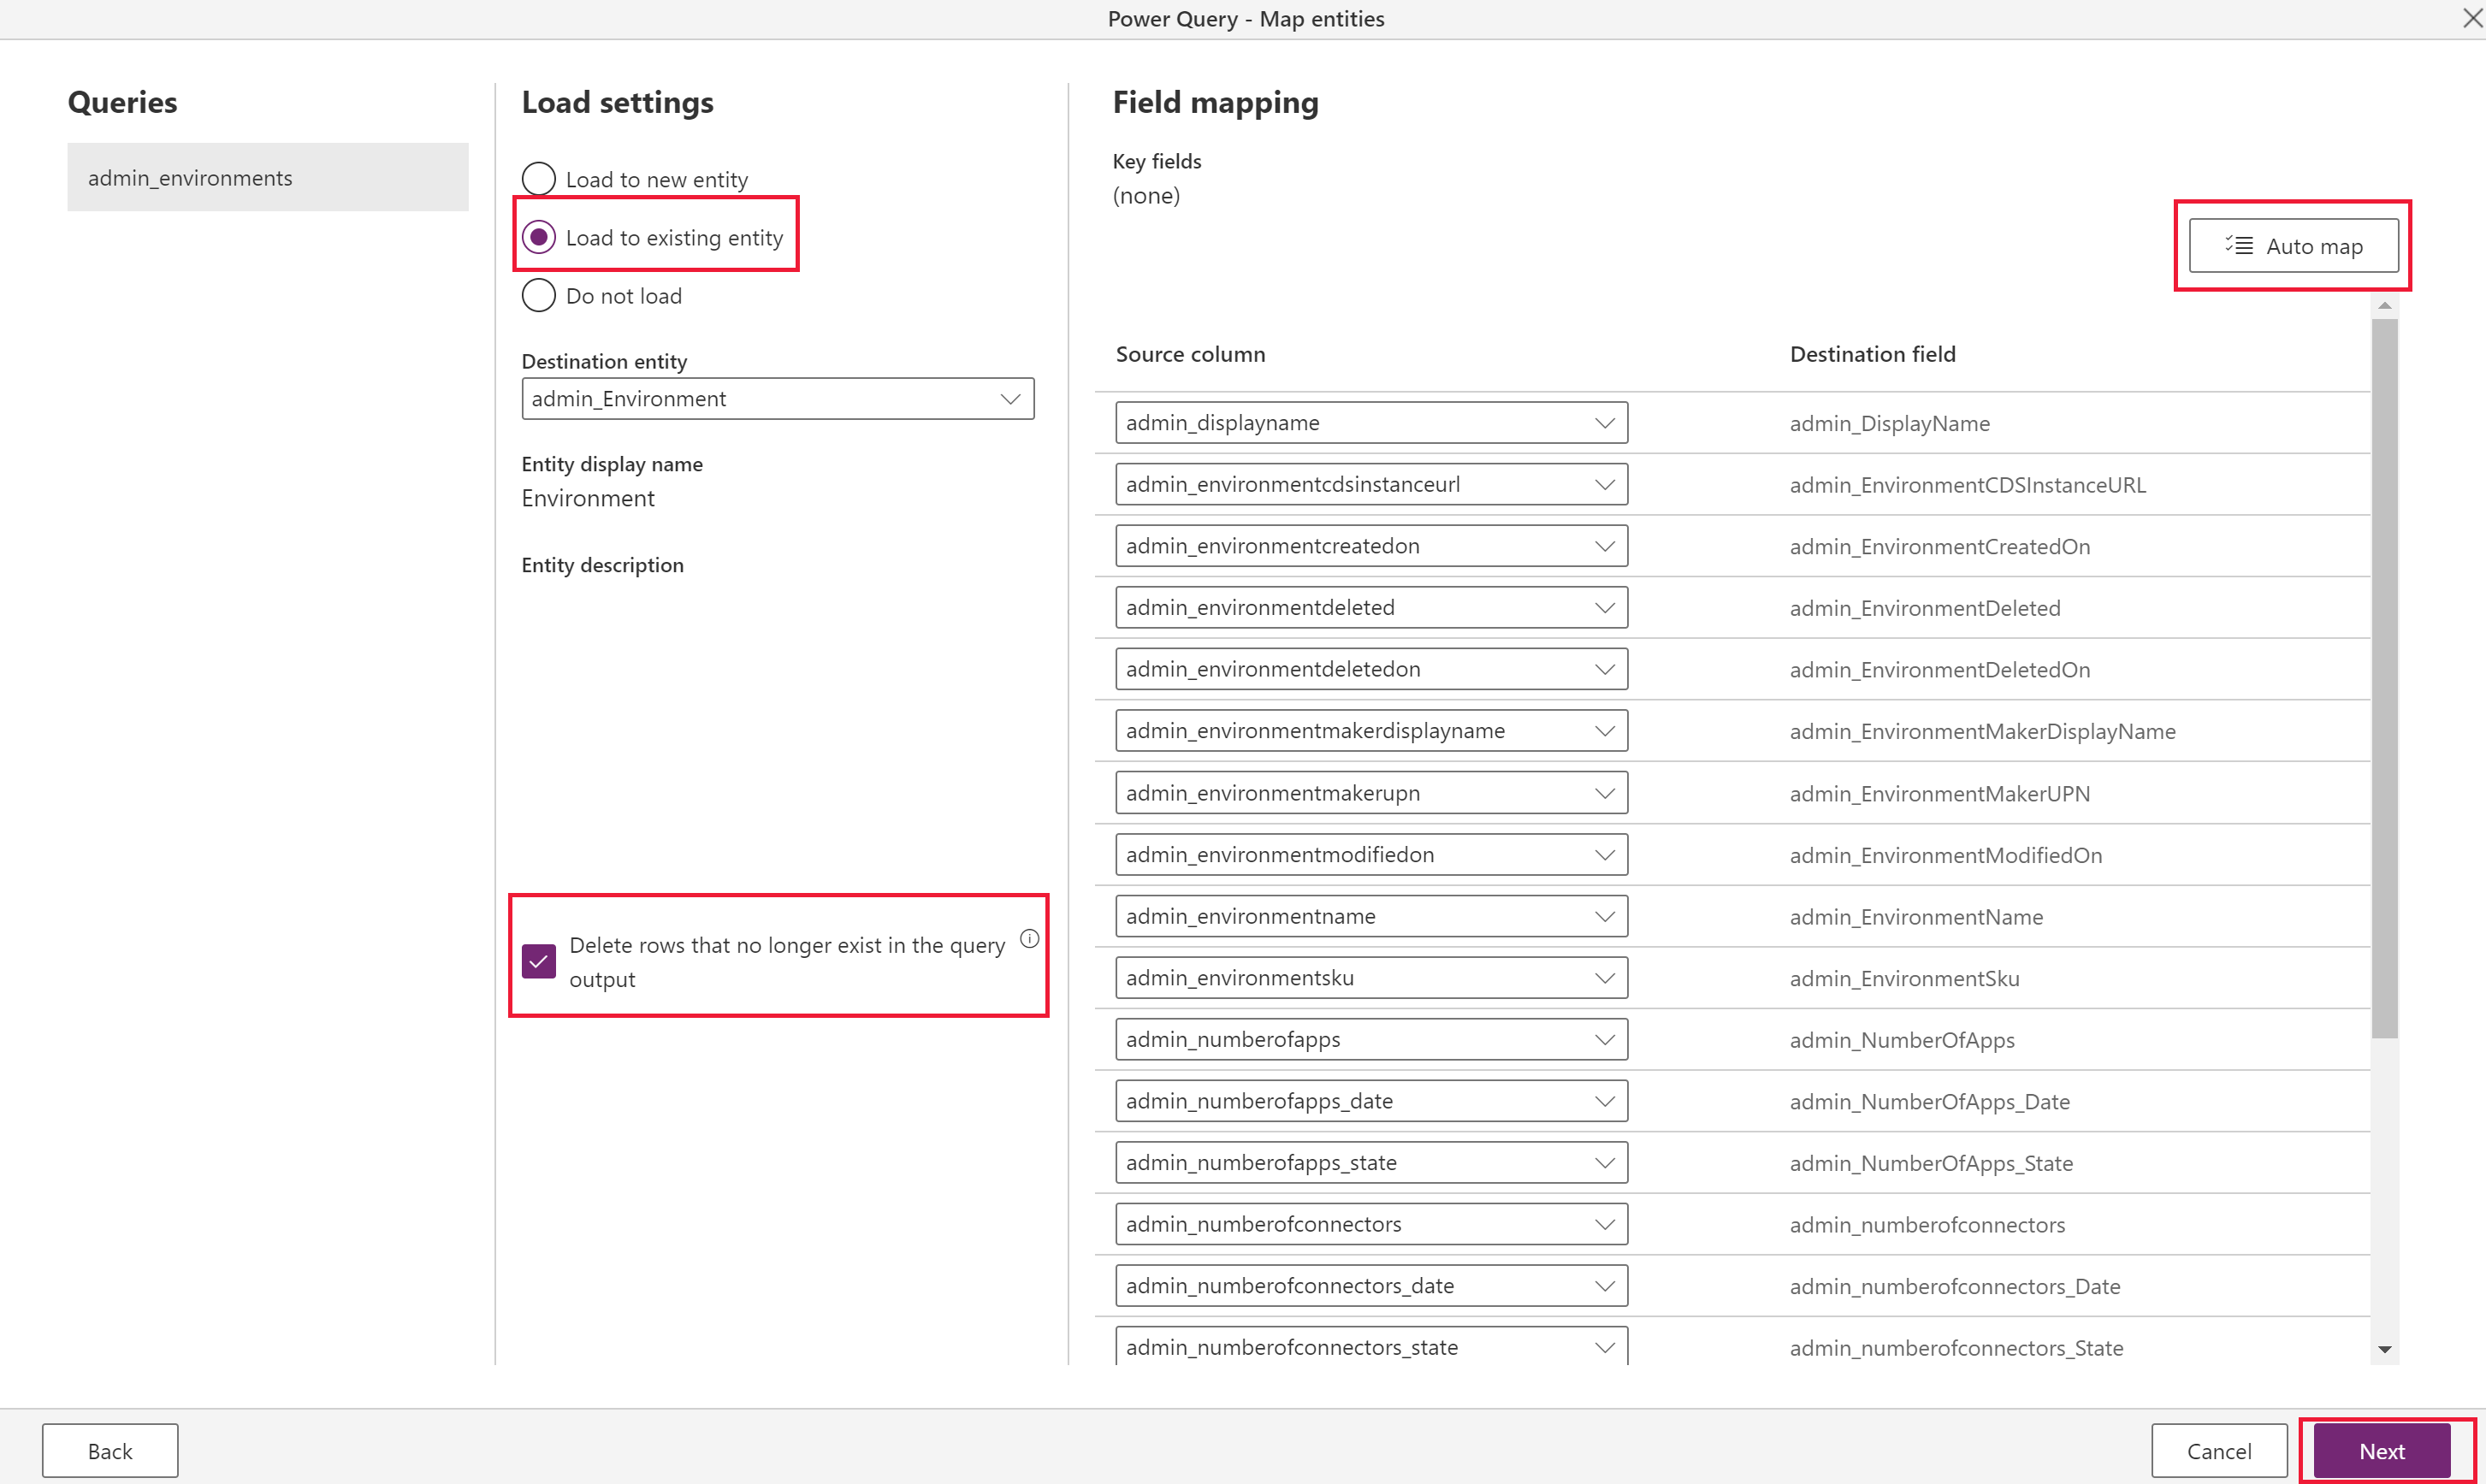 Power Query - Map entities
Queries
admin_environments
Load settings
Load to new entity
Load to existing entity
Do not load
Destination entity
admin_Environment
Entity display name
Environment
Entity description
Delete rows that no longer exist in the query
output
Field mapping
Key fields
(none)
Auto map
Source column Destination field
admin_displayname admin_DisplayName
admin_environmentcdsinstanceurl admin_EnvironmentCDSInstanceURL
admin_environmentcreatedon admin_EnvironmentCreatedOn
admin_environmentdeleted admin_EnvironmentDeleted
admin_environmentdeletedon admin_EnvironmentDeletedOn
admin_environmentmakerdisplayname admin_EnvironmentMakerDisplayName
admin_environmentmakerupn admin_EnvironmentMakerUPN
admin_environmentmodifiedon admin_EnvironmentModifiedOn
admin_environmentname admin_EnvironmentName
admin_environmentsku admin_EnvironmentSku
admin_numberofapps admin_NumberOfApps
admin_numberofapps_date admin_NumberOfApps_Date
admin_numberofapps_state admin_NumberOfApps_State
admin_numberofconnectors admin_numberofconnectors
admin_numberofconnectors_date admin_numberofconnectors_Date
admin_numberofconnectors_state admin_numberofconnectors_State
Back
Cancel
Next